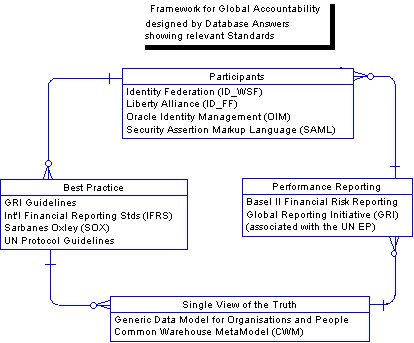 Framework for Global Accountability
designed by Database Answers
showing relevant Standards
Participants
Identity Federation (ID_WSF)
Liberty Alliance (ID_FF)
Oracle Identity Management (OIM)
Security Assertion Markup Language (SAML)
Best Practice
GRI Guidelines
Int'l Financial Reporting Stds (IFRS)
Sarbanes Oxley (SOX)
UN Protocol Guidelines
Performance Reporting
Basel II Financial Risk Reporting
Global Reporting Initiative (GRI)
(associated with the UN EP)
Single View of the Truth
Generic Data Model for Organisations and People
Common Warehouse MetaModel (CWM)